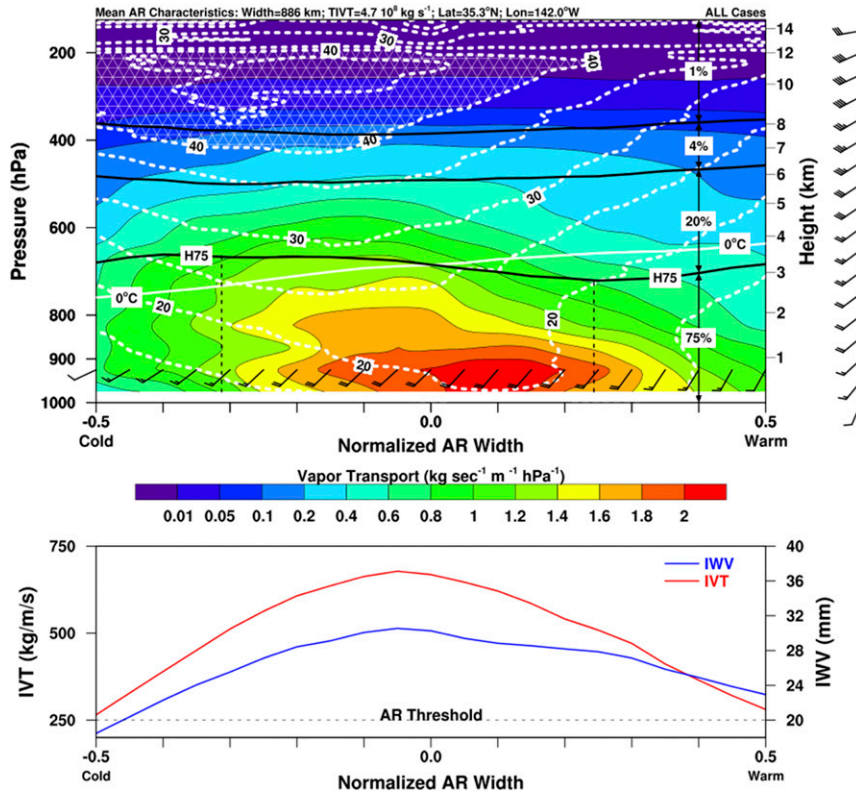 Mean AR Characteristics: Width=886 km; TIVT=4.7 10⁸ kg s⁻¹; Lat=35.3°N; Lon=142.0°W ALL Cases
Pressure (hPa)
200
400
600
800
900
1000
30
40
40
40
40
30
30
20
20
20
H75
H75
0°C
0°C
1%
4%
20%
75%
14
12
10
8
7
6
5
4
3
2
1
Height (km)
-0.5 0.0 0.5
Cold Normalized AR Width Warm
Vapor Transport (kg sec⁻¹ m⁻¹ hPa⁻¹)
0.01 0.05 0.1 0.2 0.4 0.6 0.8 1 1.2 1.4 1.6 1.8 2
IVT (kg/m/s)
750
500
250
IWV
IVT
AR Threshold
40
36
32
28
24
20
IWV (mm)
-0.5 0.0 0.5
Cold Normalized AR Width Warm